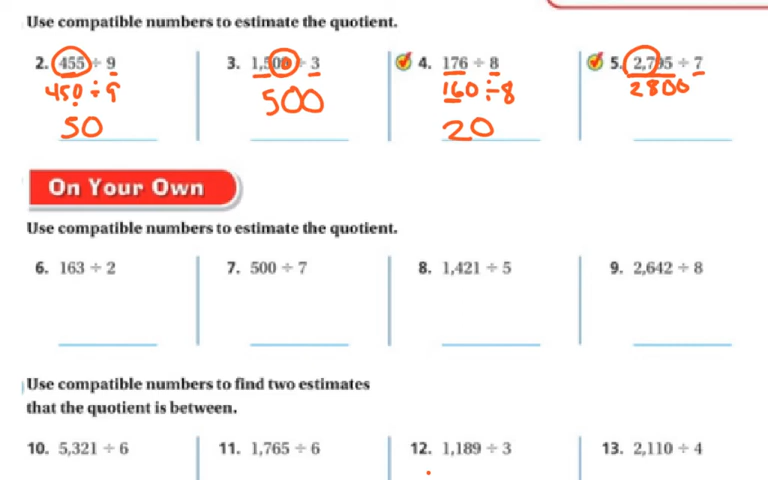 Use compatible numbers to estimate the quotient.
2. 455 ÷ 9
3. 1,500 ÷ 3
4. 176 ÷ 8
5. 2,795 ÷ 7
450 ÷ 9
500
160 ÷ 8
2800
50
20
On Your Own
Use compatible numbers to estimate the quotient.
6. 163 ÷ 2
7. 500 ÷ 7
8. 1,421 ÷ 5
9. 2,642 ÷ 8
Use compatible numbers to find two estimates
that the quotient is between.
10. 5,321 ÷ 6
11. 1,765 ÷ 6
12. 1,189 ÷ 3
13. 2,110 ÷ 4